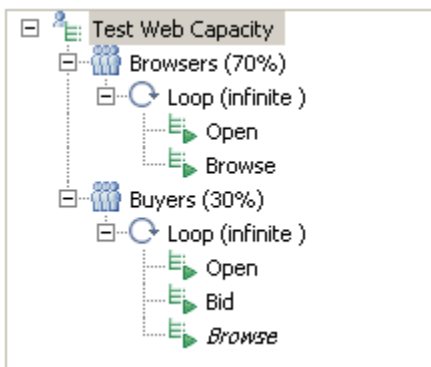 Test Web Capacity
Browsers (70%)
Loop (infinite )
Open
Browse
Buyers (30%)
Loop (infinite )
Open
Bid
Browse